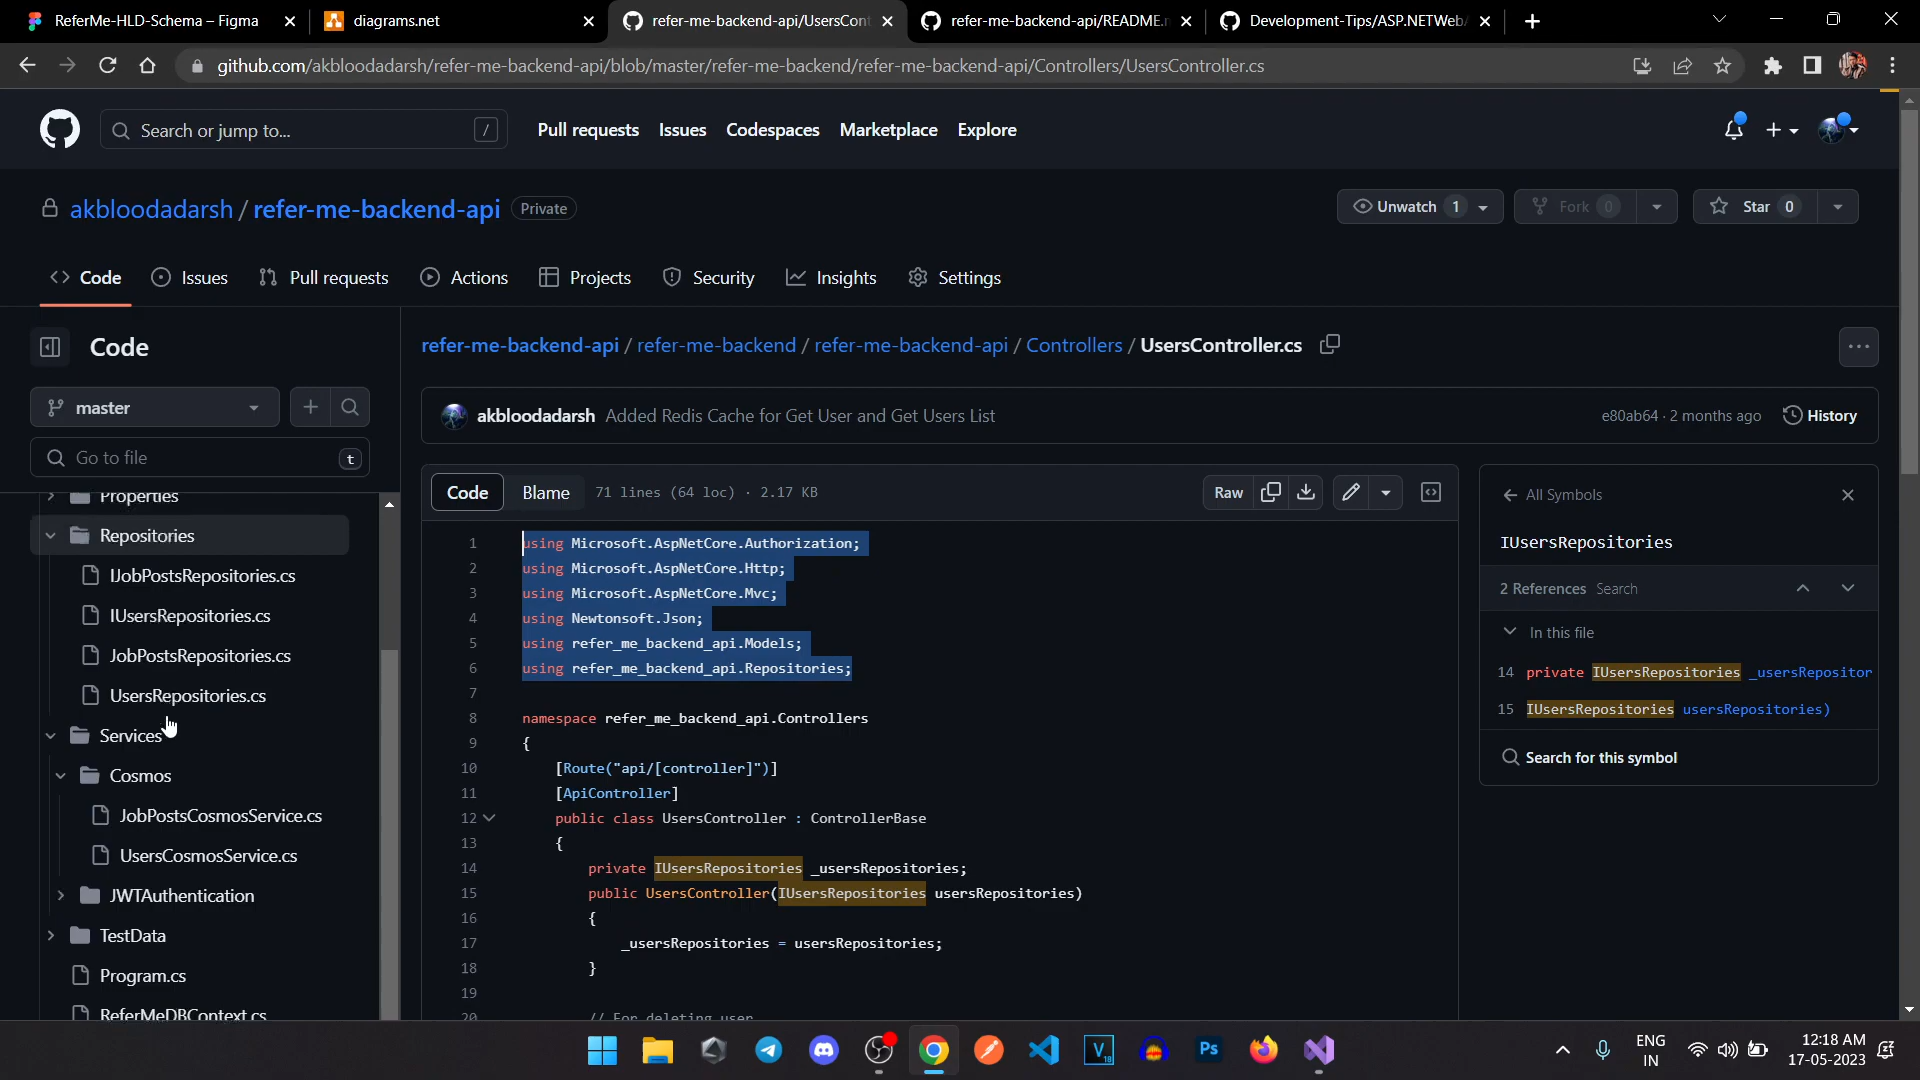 ReferMe-HLD-Schema – Figma
diagrams.net
refer-me-backend-api/UsersCont
refer-me-backend-api/README.
Development-Tips/ASP.NETWeb
github.com/akbloodadarsh/refer-me-backend-api/blob/master/refer-me-backend/refer-me-backend-api/Controllers/UsersController.cs
Search or jump to...
/
Pull requests
Issues
Codespaces
Marketplace
Explore
akbloodadarsh / refer-me-backend-api
Private
Unwatch 1
Fork 0
Star 0
Code
Issues
Pull requests
Actions
Projects
Security
Insights
Settings
Code
master
Go to file
t
Properties
Repositories
IJobPostsRepositories.cs
IUsersRepositories.cs
JobPostsRepositories.cs
UsersRepositories.cs
Services
Cosmos
JobPostsCosmosService.cs
UsersCosmosService.cs
JWTAuthentication
TestData
Program.cs
ReferMeDBContext.cs
refer-me-backend-api / refer-me-backend / refer-me-backend-api / Controllers / UsersController.cs
akbloodadarsh Added Redis Cache for Get User and Get Users List
e80ab64 · 2 months ago
History
Code
Blame
71 lines (64 loc) · 2.17 KB
Raw
1 using Microsoft.AspNetCore.Authorization;
2 using Microsoft.AspNetCore.Http;
3 using Microsoft.AspNetCore.Mvc;
4 using Newtonsoft.Json;
5 using refer_me_backend_api.Models;
6 using refer_me_backend_api.Repositories;
7
8 namespace refer_me_backend_api.Controllers
9 {
10 [Route("api/[controller]")]
11 [ApiController]
12 public class UsersController : ControllerBase
13 {
14 private IUsersRepositories _usersRepositories;
15 public UsersController(IUsersRepositories usersRepositories)
16 {
17 _usersRepositories = usersRepositories;
18 }
19
20 // For deleting user
All Symbols
IUsersRepositories
2 References Search
In this file
14 private IUsersRepositories _usersRepositor
15 IUsersRepositories usersRepositories)
Search for this symbol
V
18
Ps
ENG
IN
12:18 AM
17-05-2023